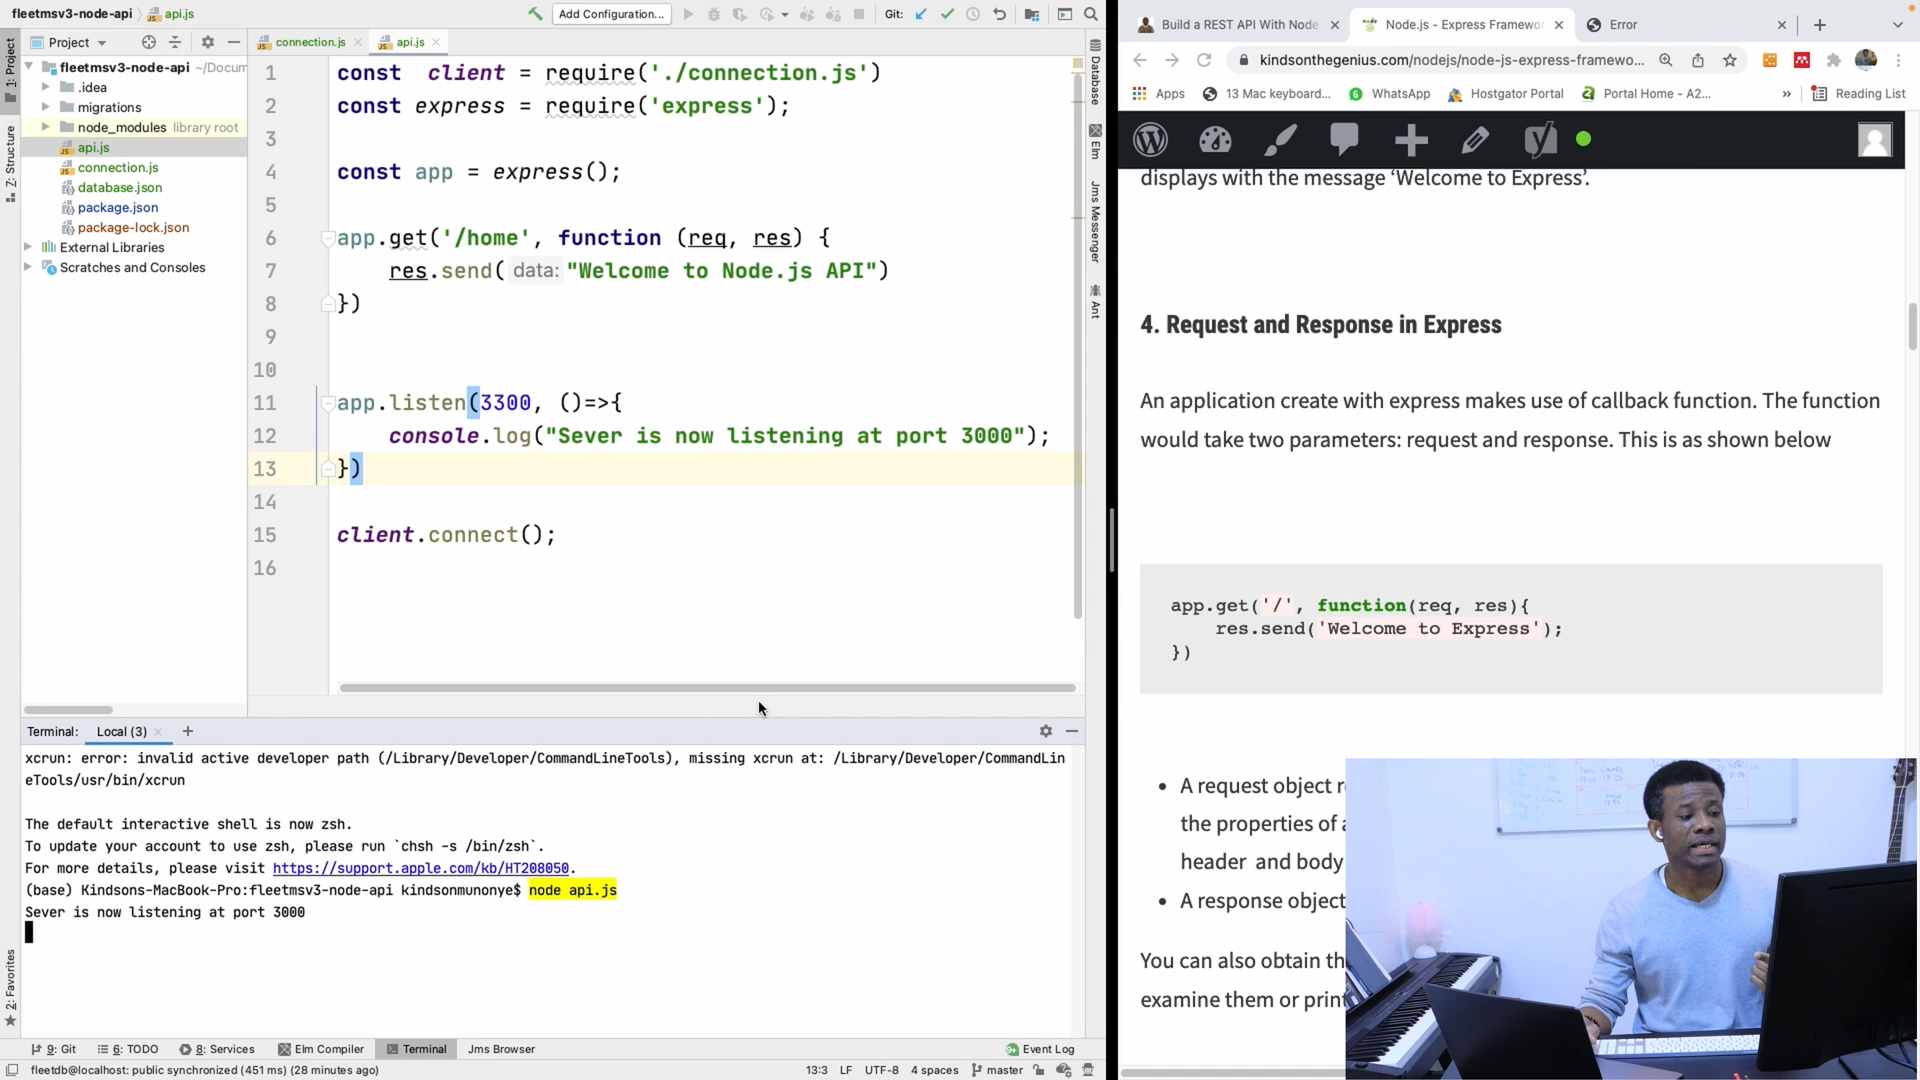 fleetmsv3-node-api
api.js
Add Configuration...
Git:
Project
connection.js
api.js
1: Project
Z: Structure
2: Favorites
fleetmsv3-node-api ~/Docum
.idea
migrations
node_modules library root
api.js
connection.js
database.json
package.json
package-lock.json
External Libraries
Scratches and Consoles
1 const  client = require('./connection.js')
2 const express = require('express');
3
4 const app = express();
5
6 app.get('/home', function (req, res) {
7     res.send( data: "Welcome to Node.js API")
8 })
9
10
11 app.listen(3300, ()=>{
12     console.log("Sever is now listening at port 3000");
13 })
14
15 client.connect();
16
Database
Elm
Jms Messenger
Ant
Terminal: Local (3)
xcrun: error: invalid active developer path (/Library/Developer/CommandLineTools), missing xcrun at: /Library/Developer/CommandLin
eTools/usr/bin/xcrun
The default interactive shell is now zsh.
To update your account to use zsh, please run `chsh -s /bin/zsh`.
For more details, please visit https://support.apple.com/kb/HT208050.
(base) Kindsons-MacBook-Pro:fleetmsv3-node-api kindsonmunonye$ node api.js
Sever is now listening at port 3000
9: Git
6: TODO
8: Services
Elm Compiler
Terminal
Jms Browser
Event Log
fleetdb@localhost: public synchronized (451 ms) (28 minutes ago)
13:3 LF UTF-8 4 spaces master
Build a REST API With Node
Node.js - Express Framewo
Error
kindsonthegenius.com/nodejs/node-js-express-framewo...
Apps
13 Mac keyboard...
WhatsApp
Hostgator Portal
Portal Home - A2...
»
Reading List
displays with the message ‘Welcome to Express’.
4. Request and Response in Express
An application create with express makes use of callback function. The function
would take two parameters: request and response. This is as shown below
app.get('/', function(req, res){
    res.send('Welcome to Express');
})
A request object r
the properties of
header and body
A response object
You can also obtain th
examine them or print